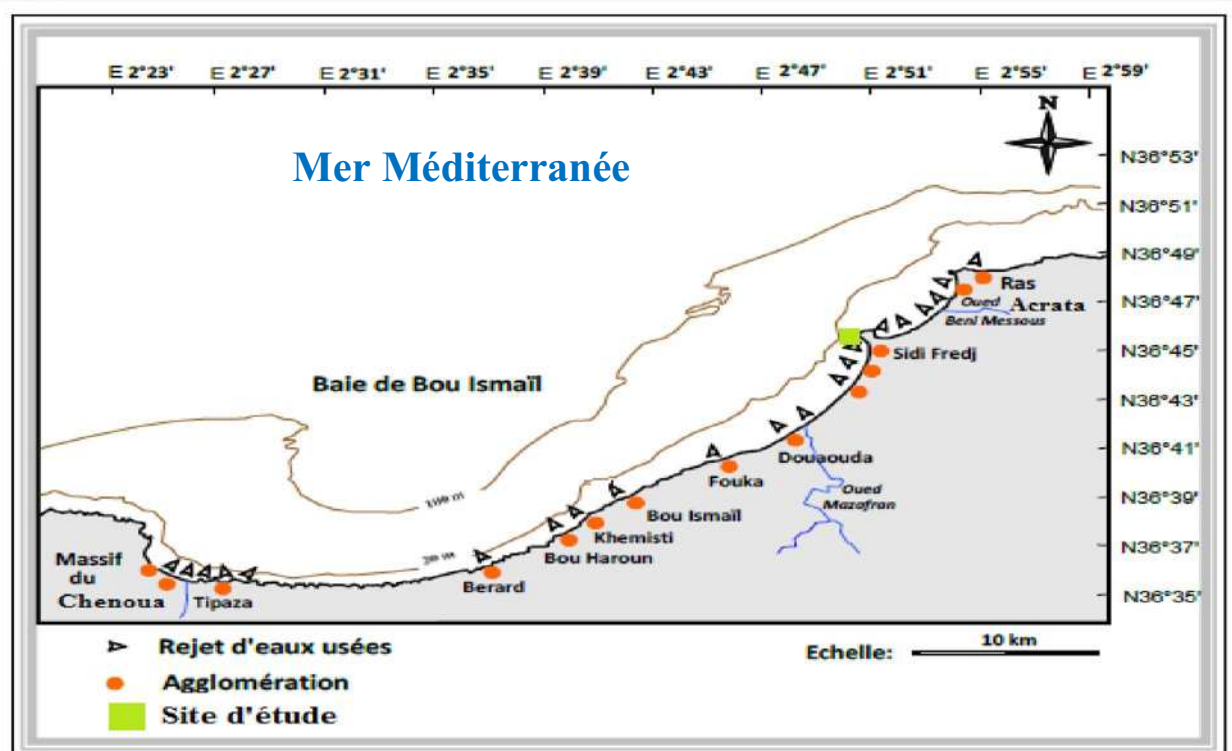 E 2°23' E 2°27' E 2°31' E 2°35' E 2°39' E 2°43' E 2°47' E 2°51' E 2°55' E 2°59'
N
Mer Méditerranée
N36°53'
N36°51'
N36°49'
N36°47'
N36°45'
N36°43'
N36°41'
N36°39'
N36°37'
N36°35'
Ras
Acrata
Oued
Beni Messous
Sidi Fredj
Baie de Bou Ismaïl
Douaouda
Fouka
Oued
Mazafran
Bou Ismaïl
Khemisti
Bou Haroun
Berard
Massif
du
Chenoua
Tipaza
Rejet d'eaux usées
Agglomération
Site d'étude
Echelle:
10 km